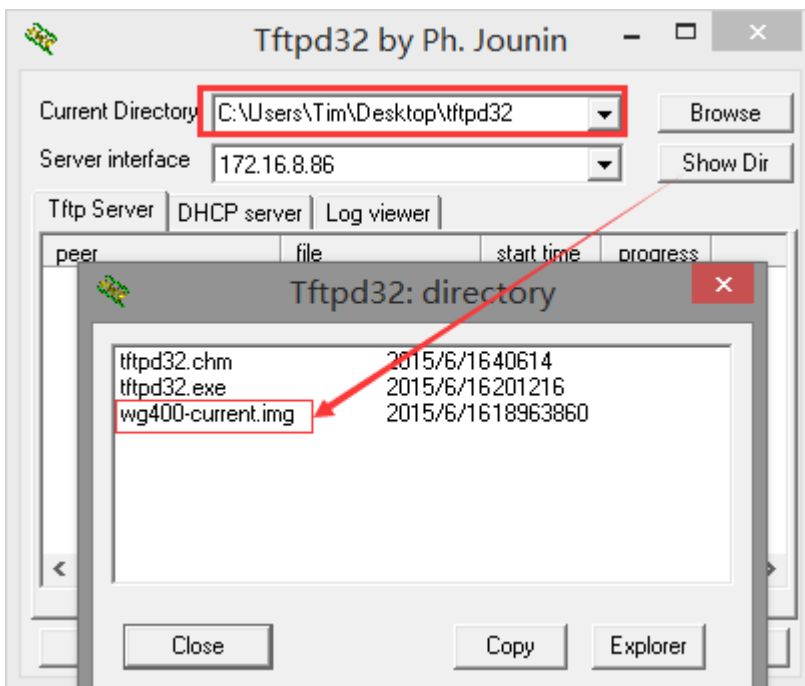 Tftpd32 by Ph. Jounin
Current Directory C:\Users\Tim\Desktop\tftpd32 Browse
Server interface 172.16.8.86 Show Dir
Tftp Server DHCP server Log viewer
peer file start time progress
Tftpd32: directory
tftpd32.chm 2015/6/1640614
tftpd32.exe 2015/6/16201216
wg400-current.img 2015/6/1618963860
Close Copy Explorer